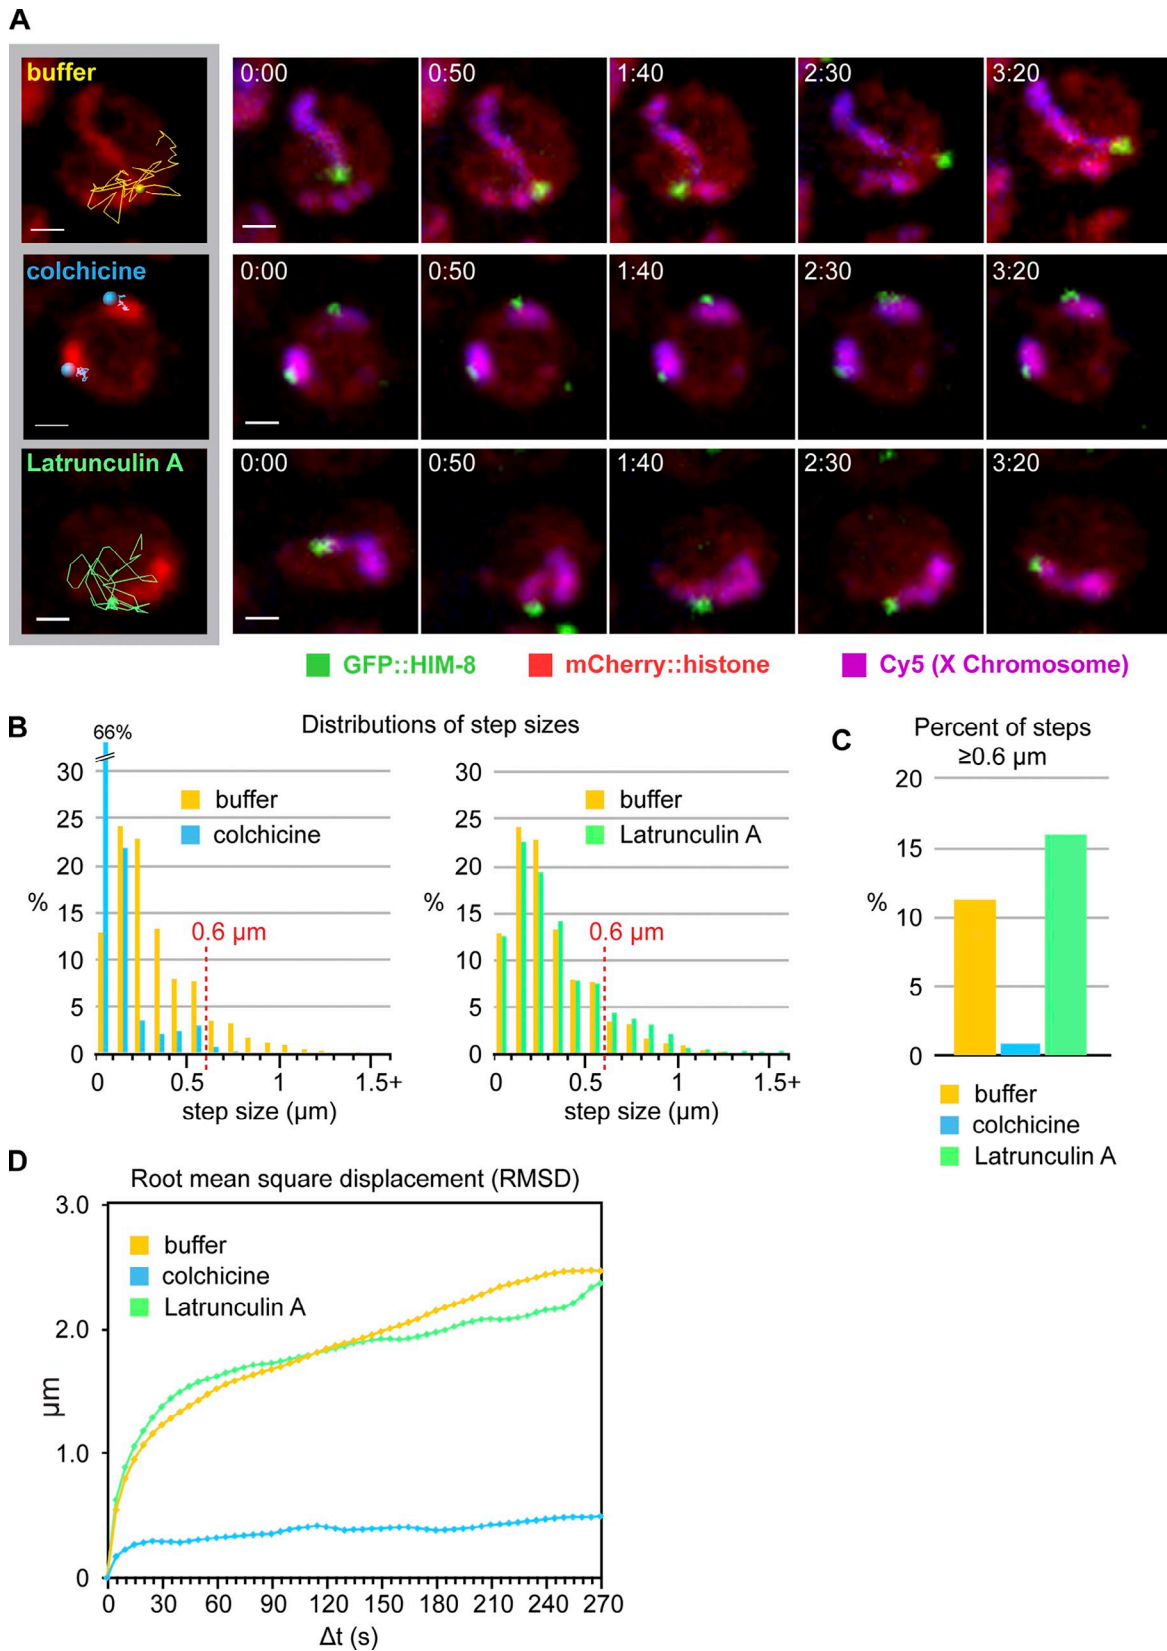 A
buffer
0:00
0:50
1:40
2:30
3:20
colchicine
0:00
0:50
1:40
2:30
3:20
Latrunculin A
0:00
0:50
1:40
2:30
3:20
GFP::HIM-8
mCherry::histone
Cy5 (X Chromosome)
B
Distributions of step sizes
66%
30
25
20
15
10
5
0
%
buffer
colchicine
0.6 µm
0
0.5
1
1.5+
step size (µm)
30
25
20
15
10
5
0
%
buffer
Latrunculin A
0.6 µm
0
0.5
1
1.5+
step size (µm)
C
Percent of steps
≥0.6 µm
20
15
10
5
0
%
buffer
colchicine
Latrunculin A
D
Root mean square displacement (RMSD)
3.0
2.0
1.0
0
µm
buffer
colchicine
Latrunculin A
0 30 60 90 120 150 180 210 240 270
Δt (s)